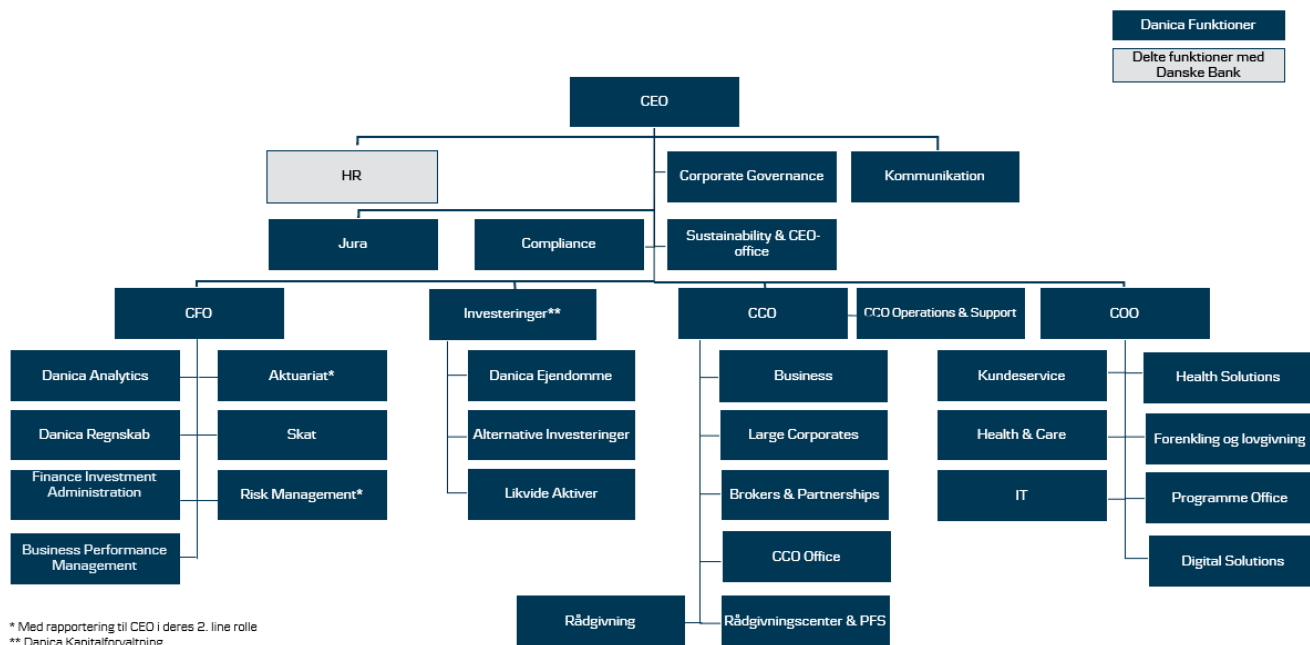 Danica Funktioner
Delte funktioner med
Danske Bank
CEO
HR
Corporate Governance
Kommunikation
Jura
Compliance
Sustainability & CEO-
office
CFO
Investeringer**
CCO
CCO Operations & Support
COO
Danica Analytics
Aktuariat*
Danica Ejendomme
Business
Kundeservice
Health Solutions
Danica Regnskab
Skat
Alternative Investeringer
Large Corporates
Health & Care
Forenkling og lovgivning
Finance Investment
Administration
Risk Management*
Likvide Aktiver
Brokers & Partnerships
IT
Programme Office
Business Performance
Management
CCO Office
Digital Solutions
Rådgivning
Rådgivningscenter & PFS
* Med rapportering til CEO i deres 2. line rolle
** Danica Kapitalforvaltning